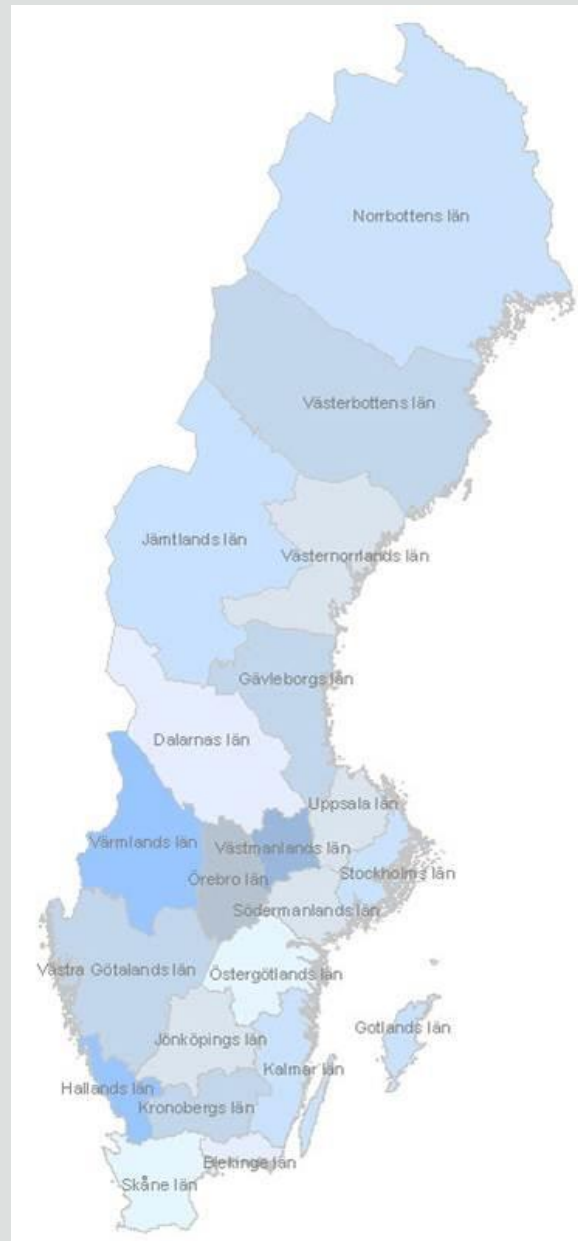 Norrbottens län
Västerbottens län
Jämtlands län
Västernorrlands län
Gävleborgs län
Dalarnas län
Uppsala län
Värmlands län
Västmanlands län
Örebro län
Stockholms län
Södermanlands län
Västra Götalands län
Östergötlands län
Gotlands län
Jönköpings län
Kalmar län
Hallands län
Kronobergs län
Blekinge län
Skåne län